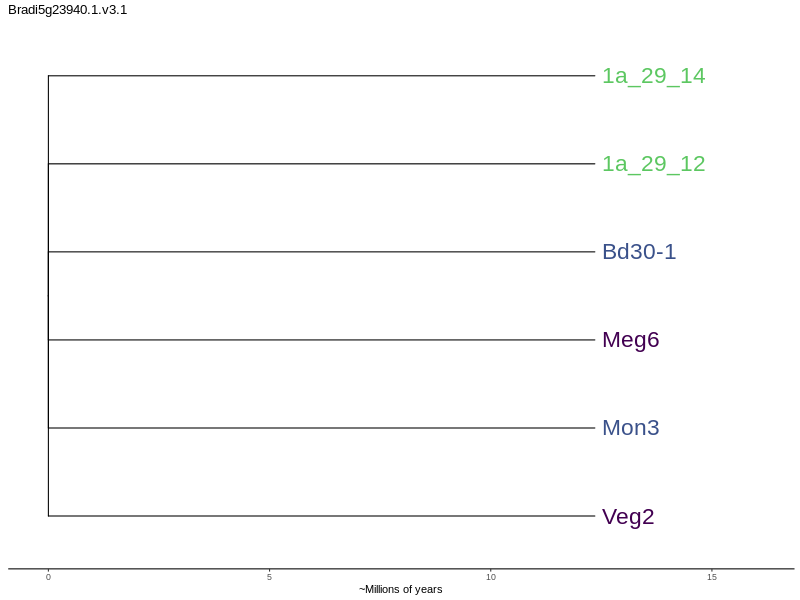 Bradi5g23940.1.v3.1
1a_29_14
1a_29_12
Bd30-1
Meg6
Mon3
Veg2
0 5 10 15
~Millions of years